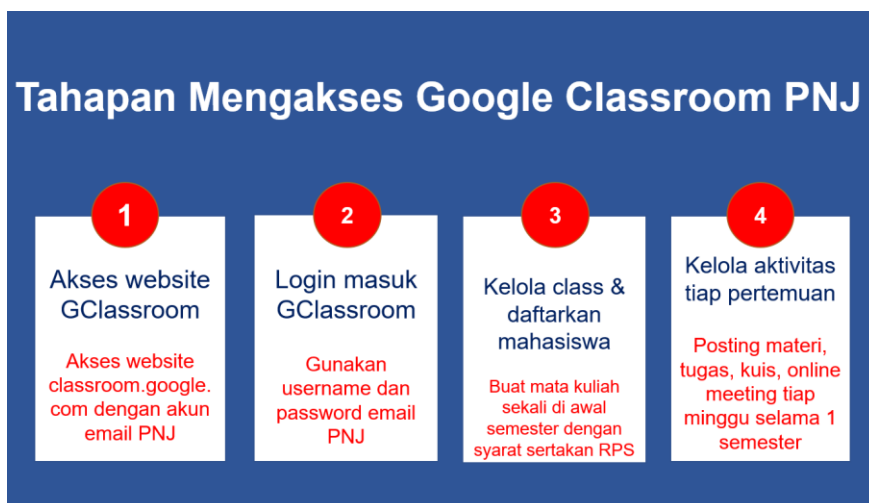 Tahapan Mengakses Google Classroom PNJ
1
Akses website
GClassroom
Akses website
classroom.google.
com dengan akun
email PNJ
2
Login masuk
GClassroom
Gunakan
username dan
password email
PNJ
3
Kelola class &
daftarkan
mahasiswa
Buat mata kuliah
sekali di awal
semester dengan
syarat sertakan RPS
4
Kelola aktivitas
tiap pertemuan
Posting materi,
tugas, kuis, online
meeting tiap
minggu selama 1
semester